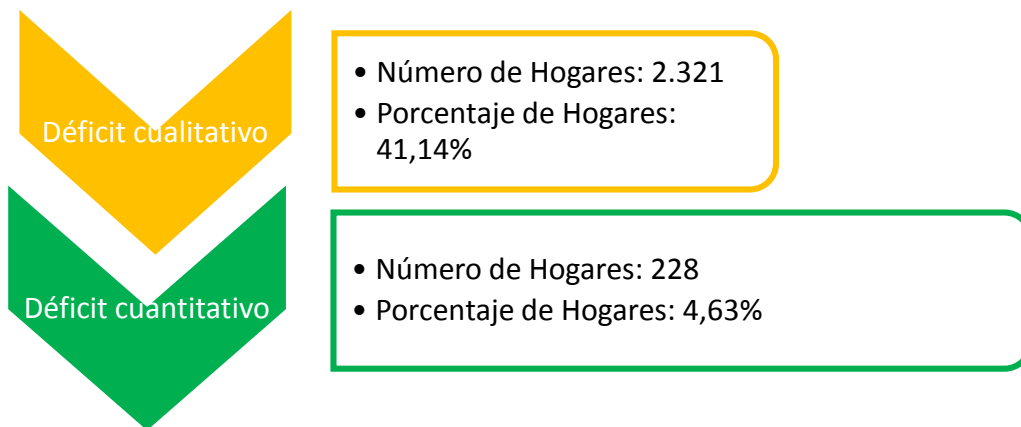 Déficit cualitativo
• Número de Hogares: 2.321
• Porcentaje de Hogares:
41,14%
Déficit cuantitativo
• Número de Hogares: 228
• Porcentaje de Hogares: 4,63%